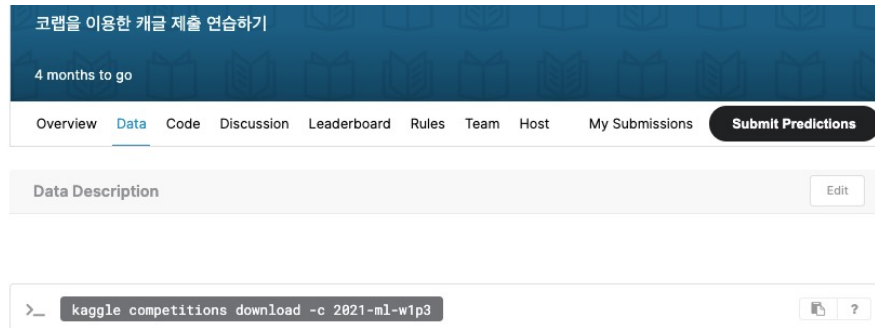 코랩을 이용한 캐글 제출 연습하기
4 months to go
Overview Data Code Discussion Leaderboard Rules Team Host My Submissions Submit Predictions
Data Description Edit
>_ kaggle competitions download -c 2021-ml-w1p3 ?